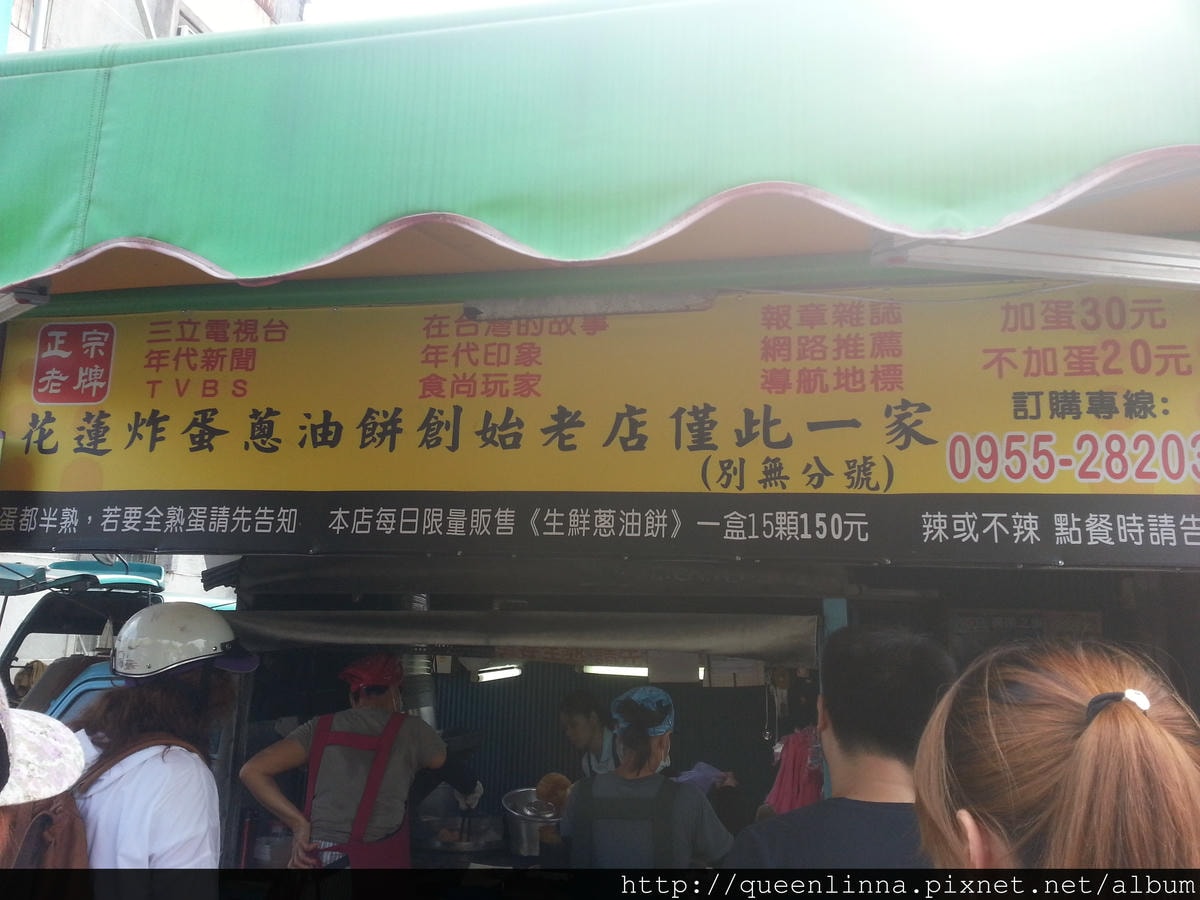 正宗
老牌
三立電視台
年代新聞
TVBS
在台灣的故事
年代印象
食尚玩家
報章雜誌
網路推薦
導航地標
加蛋30元
不加蛋20元
訂購專線:
0955-28203
花蓮炸蛋蔥油餅創始老店僅此一家
(別無分號)
蛋都半熟，若要全熟蛋請先告知 本店每日限量販售《生鮮蔥油餅》一盒15顆150元 辣或不辣 點餐時請告
http://queenlinna.pixnet.net/album